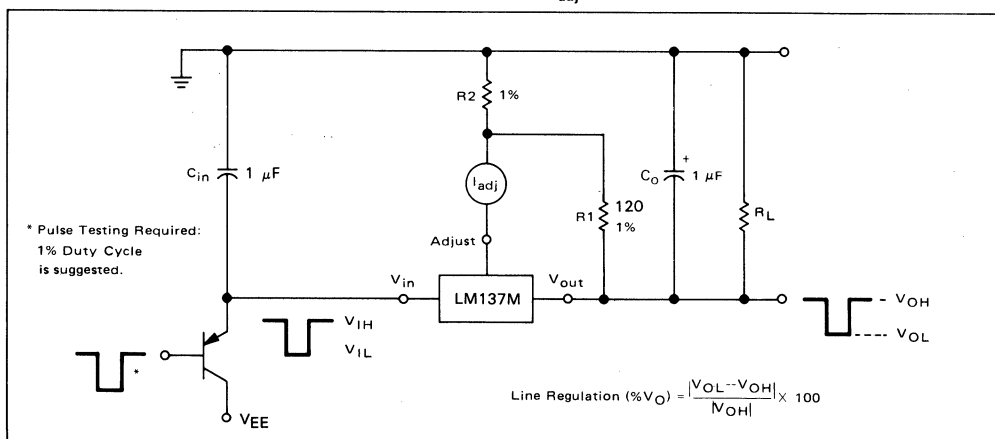 adj
R2
1%
Cin
1 µF
Iadj
+
CO
1 µF
R1
120
1%
RL
* Pulse Testing Required:
1% Duty Cycle
is suggested.
Adjust
Vin
LM137M
Vout
VOH
VOL
VIH
VIL
*
VEE
Line Regulation (%VO) = |VOL--VOH| / |VOH| × 100